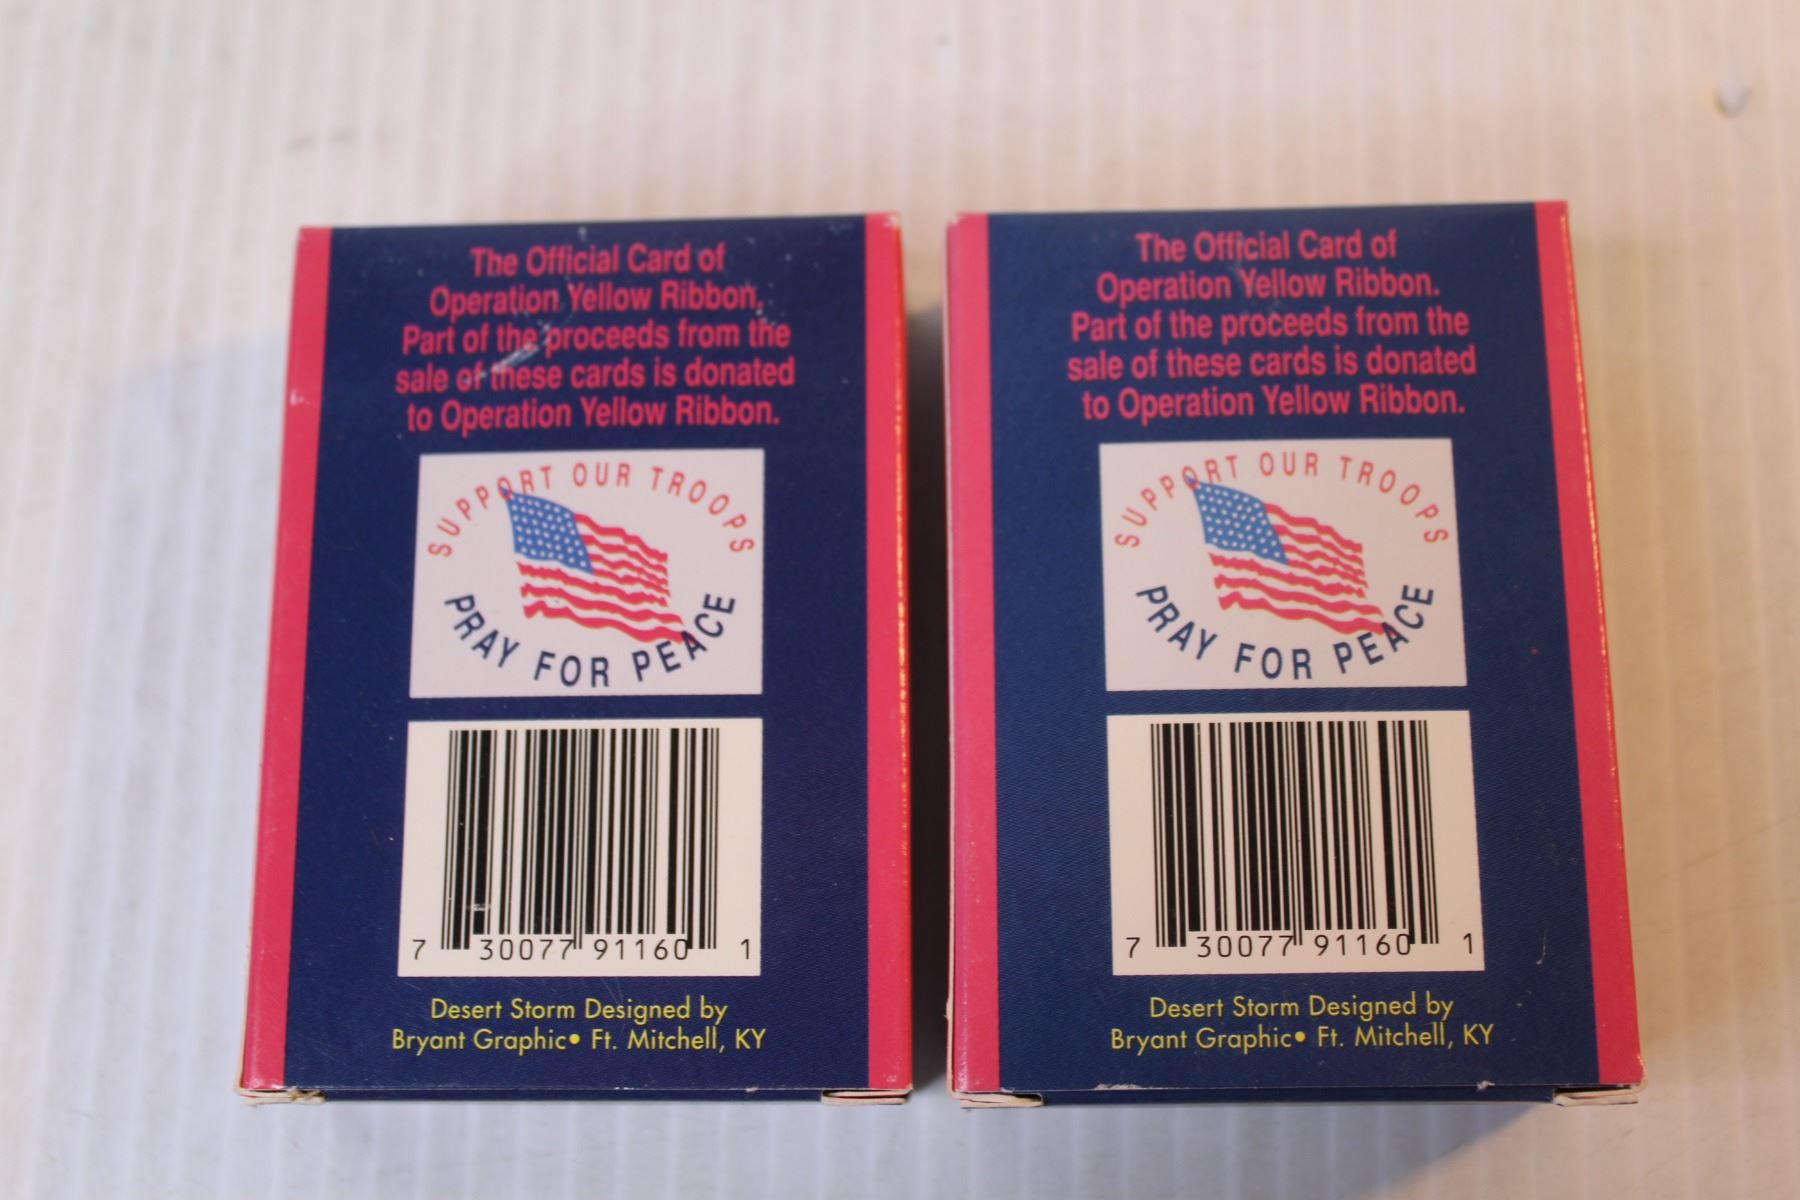 The Official Card of
Operation Yellow Ribbon.
Part of the proceeds from the
sale of these cards is donated
to Operation Yellow Ribbon.
SUPPORT OUR TROOPS
PRAY FOR PEACE
7 30077 91160 1
Desert Storm Designed by
Bryant Graphic• Ft. Mitchell, KY
The Official Card of
Operation Yellow Ribbon.
Part of the proceeds from the
sale of these cards is donated
to Operation Yellow Ribbon.
SUPPORT OUR TROOPS
PRAY FOR PEACE
7 30077 91160 1
Desert Storm Designed by
Bryant Graphic• Ft. Mitchell, KY